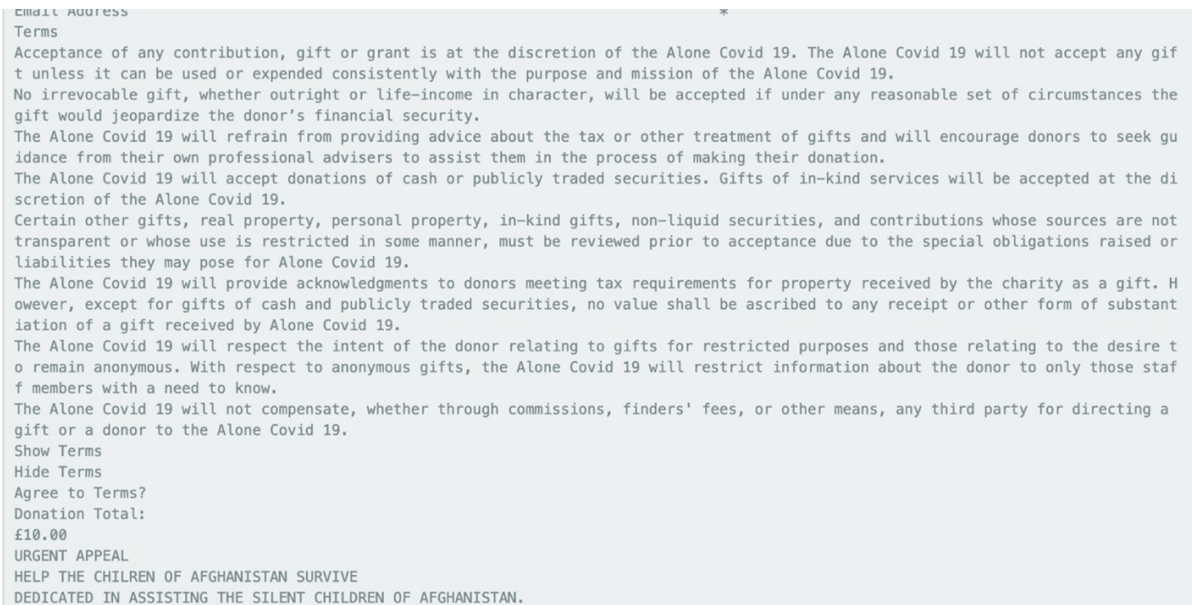 Email Address *
Terms
Acceptance of any contribution, gift or grant is at the discretion of the Alone Covid 19. The Alone Covid 19 will not accept any gif
t unless it can be used or expended consistently with the purpose and mission of the Alone Covid 19.
No irrevocable gift, whether outright or life-income in character, will be accepted if under any reasonable set of circumstances the
gift would jeopardize the donor’s financial security.
The Alone Covid 19 will refrain from providing advice about the tax or other treatment of gifts and will encourage donors to seek gu
idance from their own professional advisers to assist them in the process of making their donation.
The Alone Covid 19 will accept donations of cash or publicly traded securities. Gifts of in-kind services will be accepted at the di
scretion of the Alone Covid 19.
Certain other gifts, real property, personal property, in-kind gifts, non-liquid securities, and contributions whose sources are not
transparent or whose use is restricted in some manner, must be reviewed prior to acceptance due to the special obligations raised or
liabilities they may pose for Alone Covid 19.
The Alone Covid 19 will provide acknowledgments to donors meeting tax requirements for property received by the charity as a gift. H
owever, except for gifts of cash and publicly traded securities, no value shall be ascribed to any receipt or other form of substant
iation of a gift received by Alone Covid 19.
The Alone Covid 19 will respect the intent of the donor relating to gifts for restricted purposes and those relating to the desire t
o remain anonymous. With respect to anonymous gifts, the Alone Covid 19 will restrict information about the donor to only those staf
f members with a need to know.
The Alone Covid 19 will not compensate, whether through commissions, finders' fees, or other means, any third party for directing a
gift or a donor to the Alone Covid 19.
Show Terms
Hide Terms
Agree to Terms?
Donation Total:
£10.00
URGENT APPEAL
HELP THE CHILREN OF AFGHANISTAN SURVIVE
DEDICATED IN ASSISTING THE SILENT CHILDREN OF AFGHANISTAN.